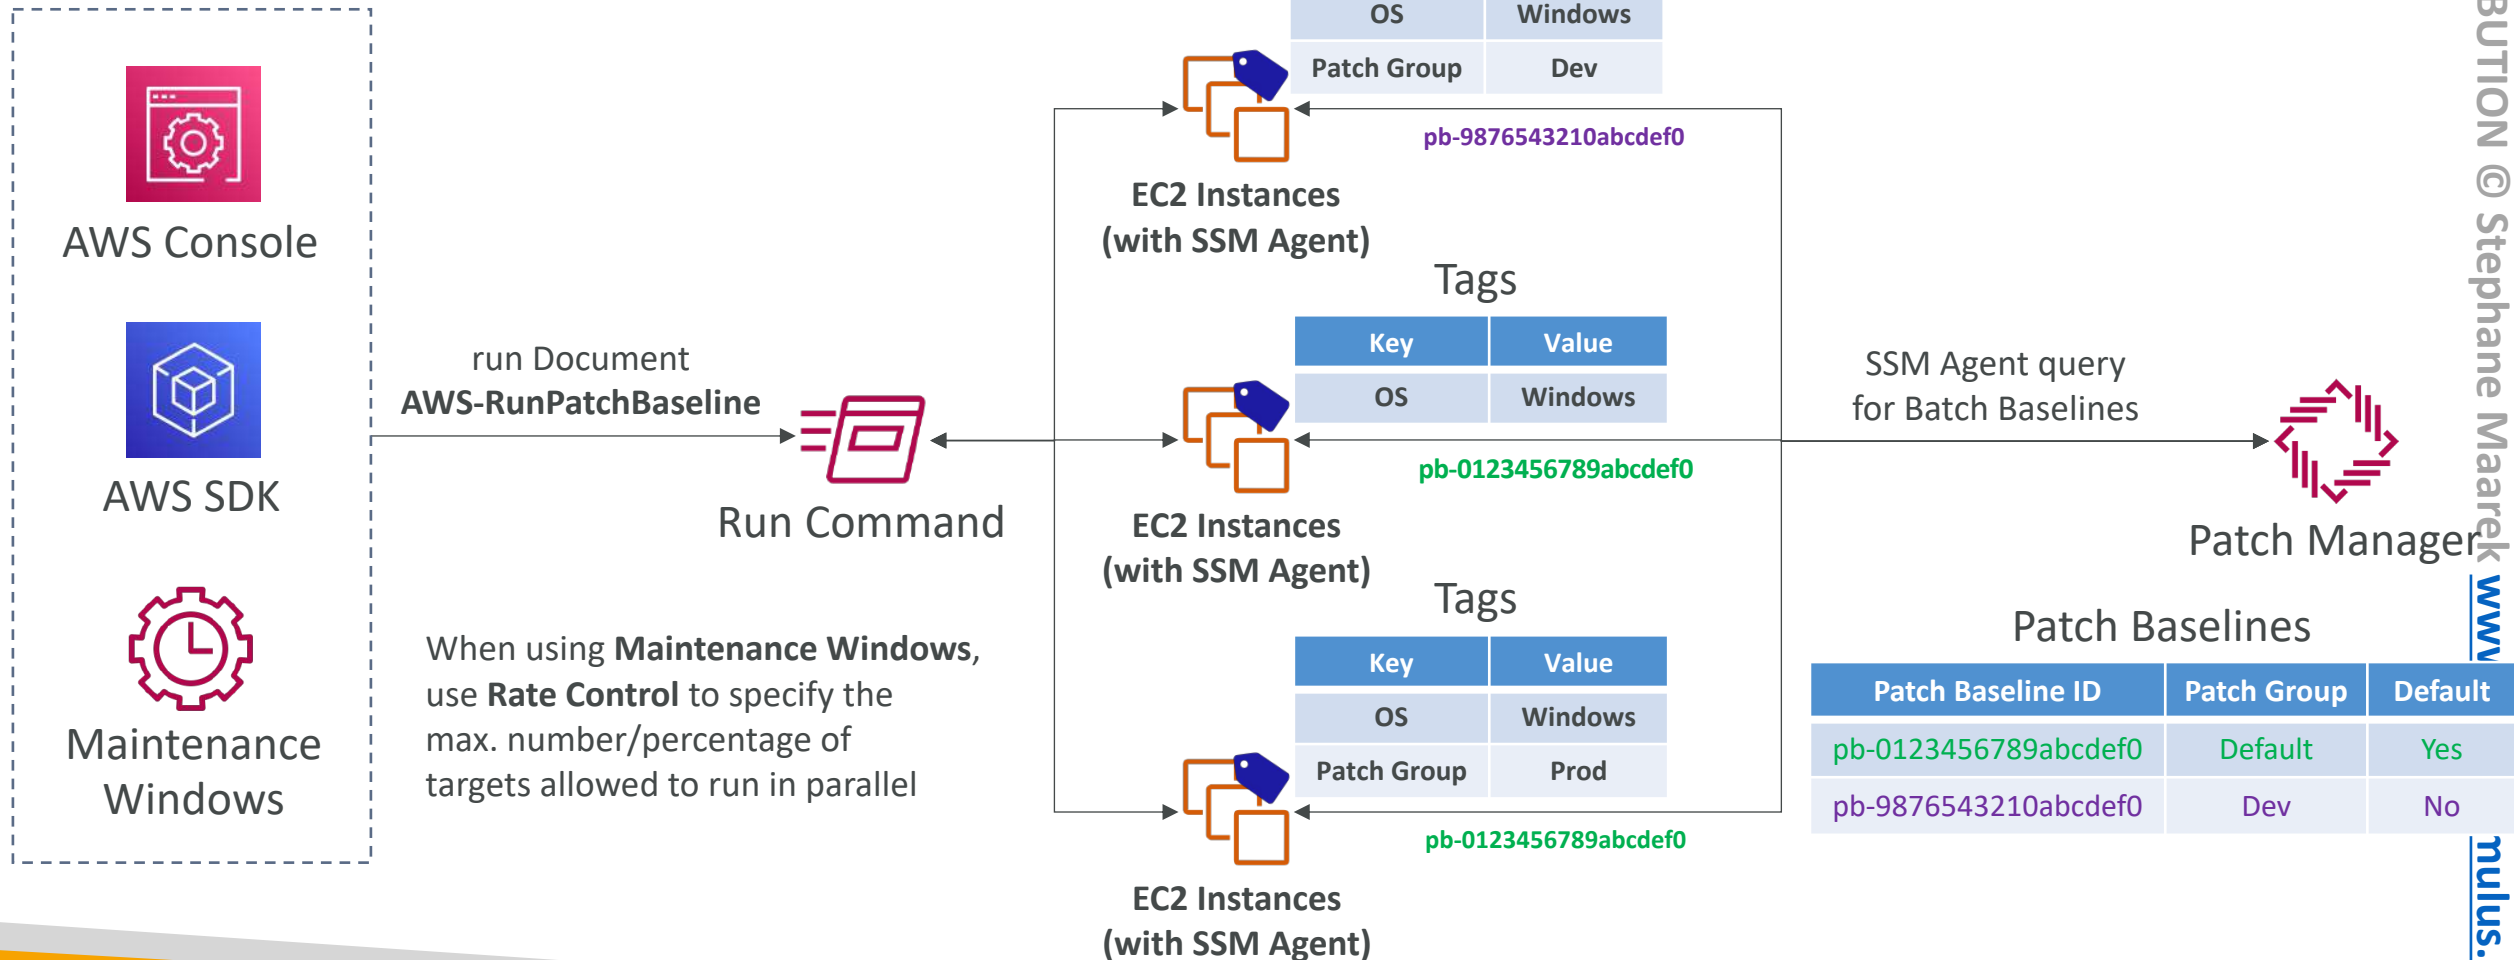 AWS Console
AWS SDK
Maintenance
Windows
run Document
AWS-RunPatchBaseline
Run Command
When using Maintenance Windows,
use Rate Control to specify the
max. number/percentage of
targets allowed to run in parallel
OS Windows
Patch Group Dev
pb-9876543210abcdef0
EC2 Instances
(with SSM Agent)
Tags
Key Value
OS Windows
pb-0123456789abcdef0
EC2 Instances
(with SSM Agent)
Tags
Key Value
OS Windows
Patch Group Prod
pb-0123456789abcdef0
EC2 Instances
(with SSM Agent)
SSM Agent query
for Batch Baselines
Patch Manager
Patch Baselines
Patch Baseline ID Patch Group Default
pb-0123456789abcdef0 Default Yes
pb-9876543210abcdef0 Dev No
BUTION © Stephane Maarek www mulus.